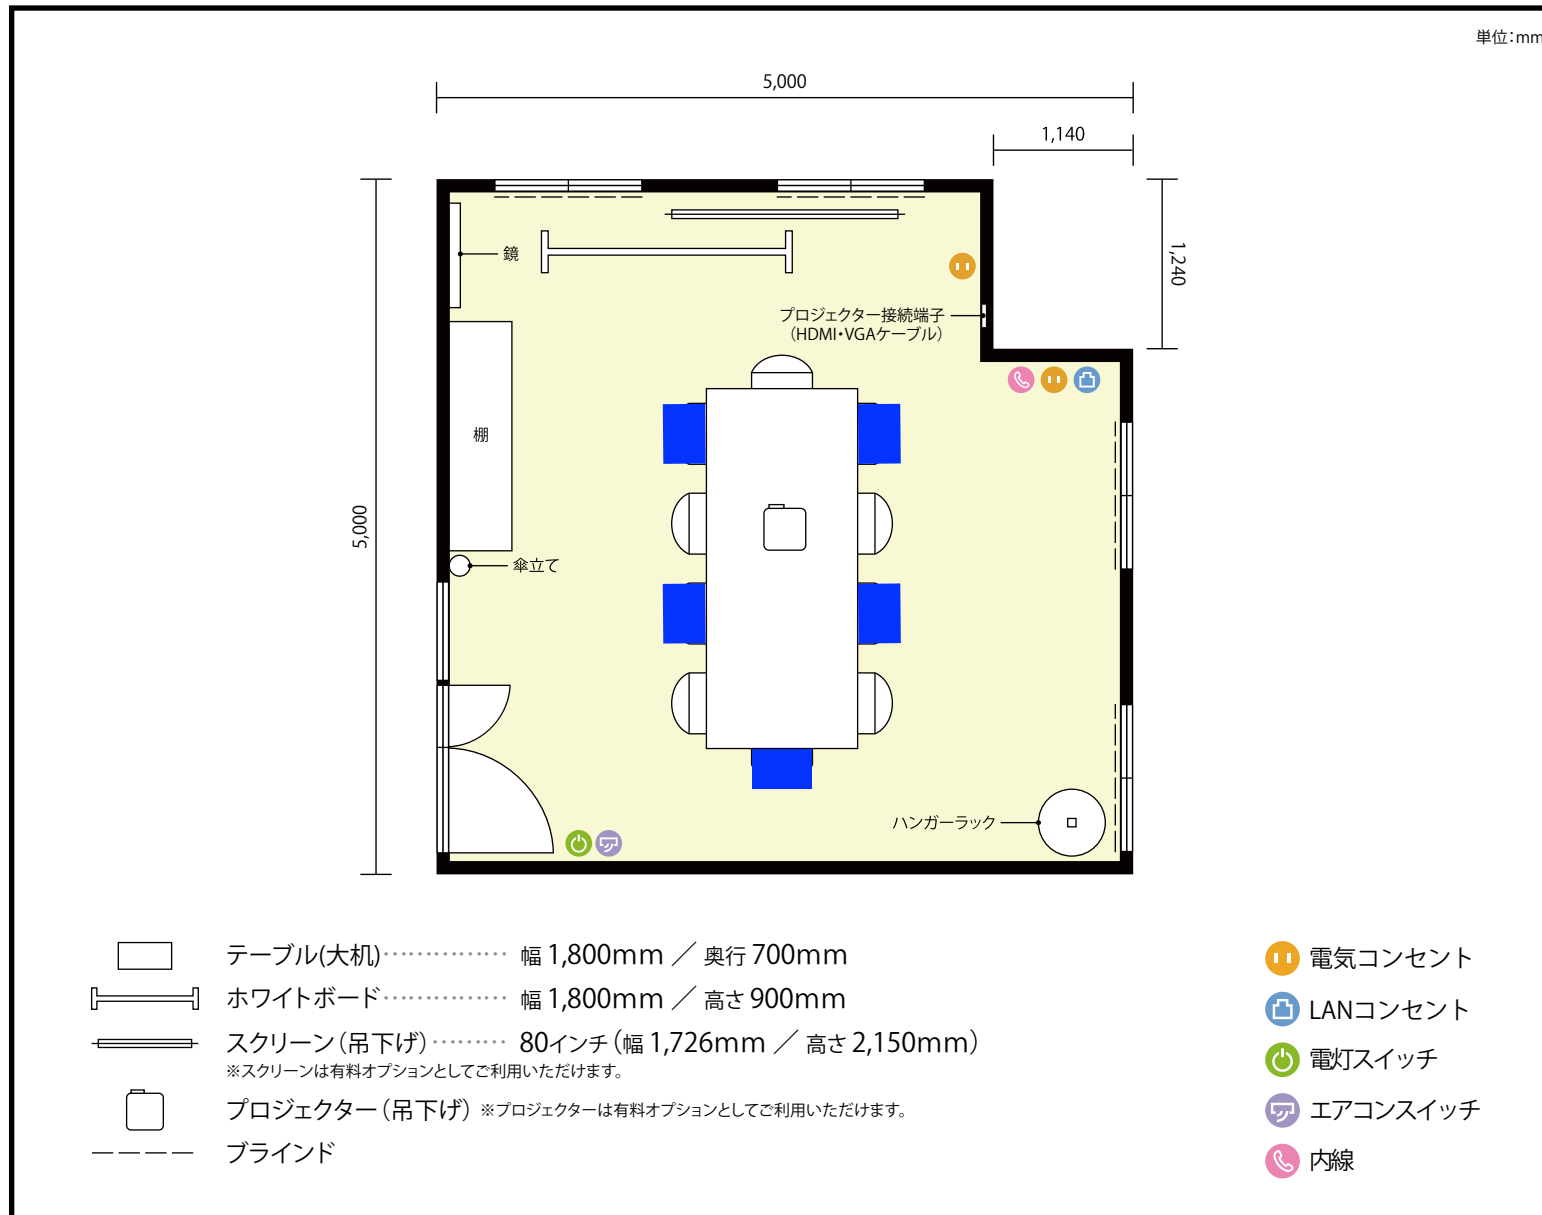 単位：mm
5,000
1,140
1,240
5,000
鏡
プロジェクター接続端子
（HDMI・VGAケーブル）
棚
傘立て
ハンガーラック
テーブル(大机)…………… 幅 1,800mm ／ 奥行 700mm
ホワイトボード…………… 幅 1,800mm ／ 高さ 900mm
スクリーン（吊下げ）……… 80インチ（幅 1,726mm ／ 高さ 2,150mm）
※スクリーンは有料オプションとしてご利用いただけます。
プロジェクター（吊下げ） ※プロジェクターは有料オプションとしてご利用いただけます。
ブラインド
電気コンセント
LANコンセント
電灯スイッチ
エアコンスイッチ
内線